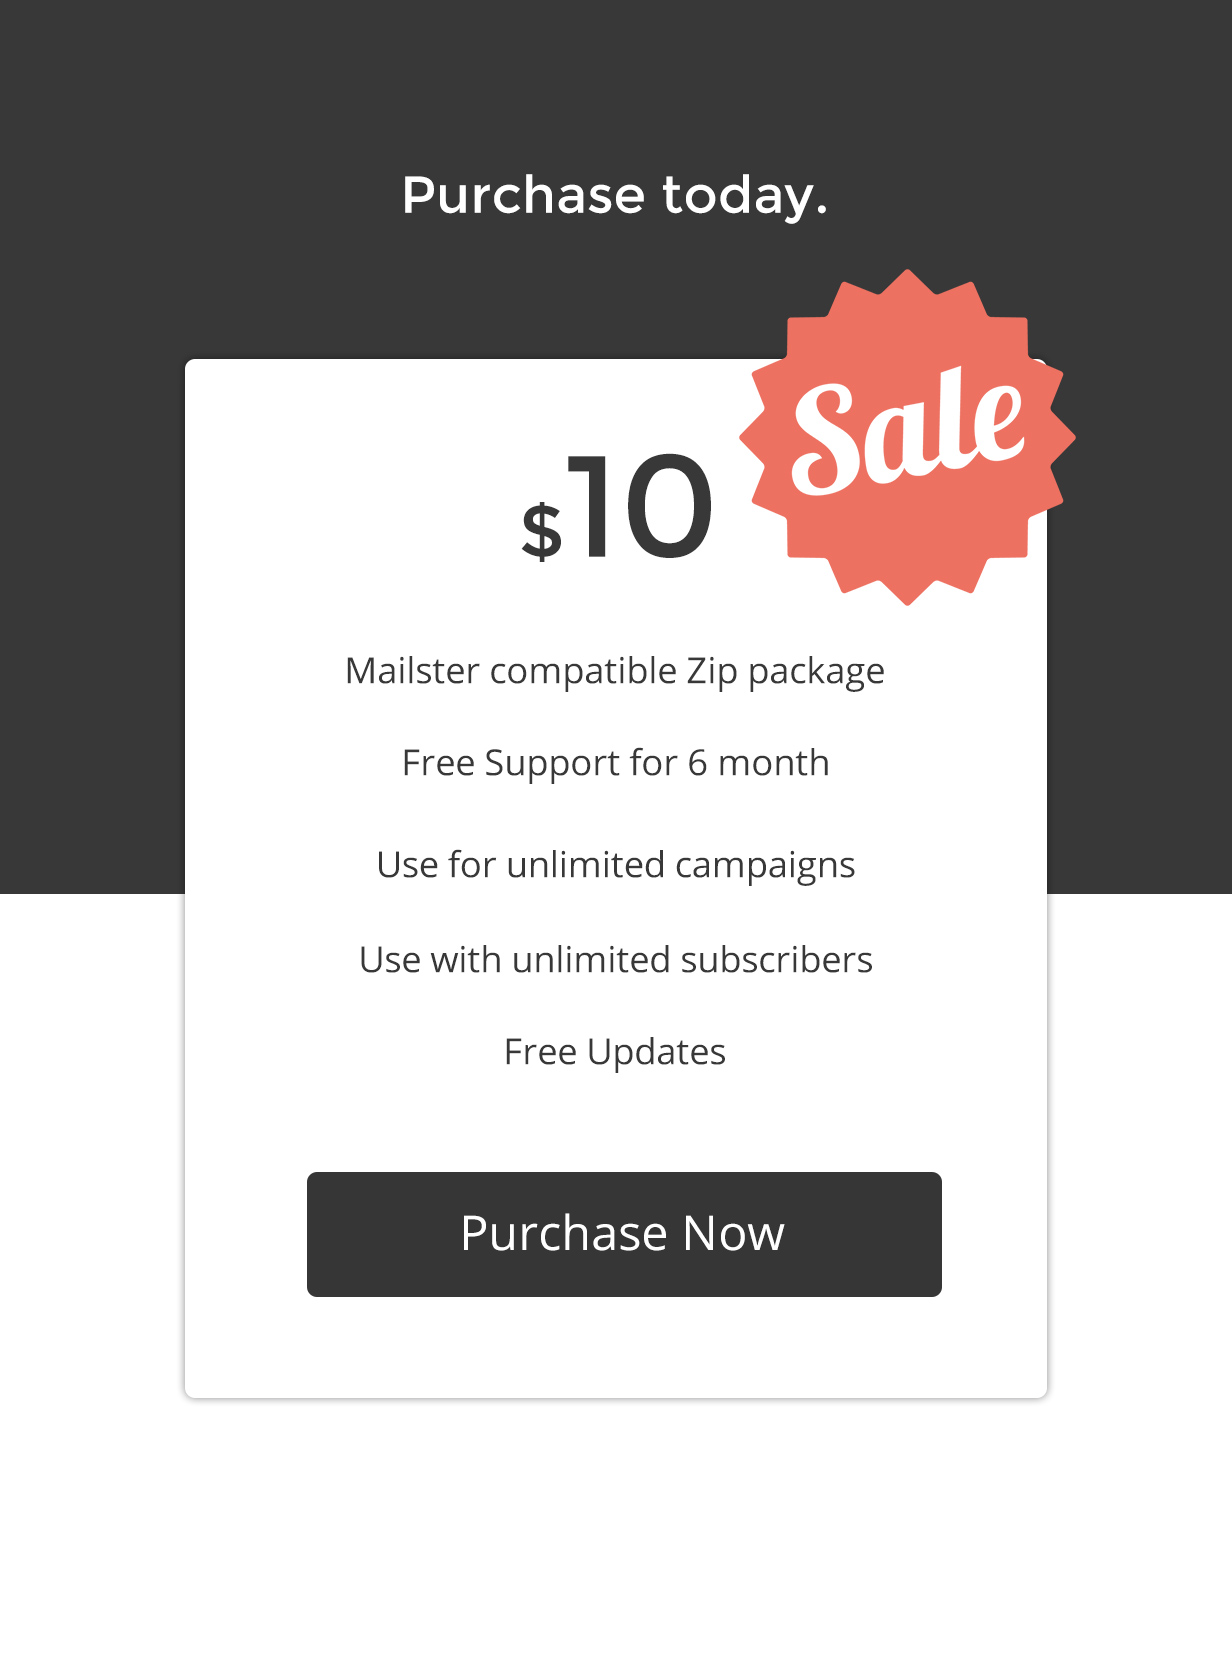 Purchase today.
Sale
$10
Mailster compatible Zip package
Free Support for 6 month
Use for unlimited campaigns
Use with unlimited subscribers
Free Updates
Purchase Now